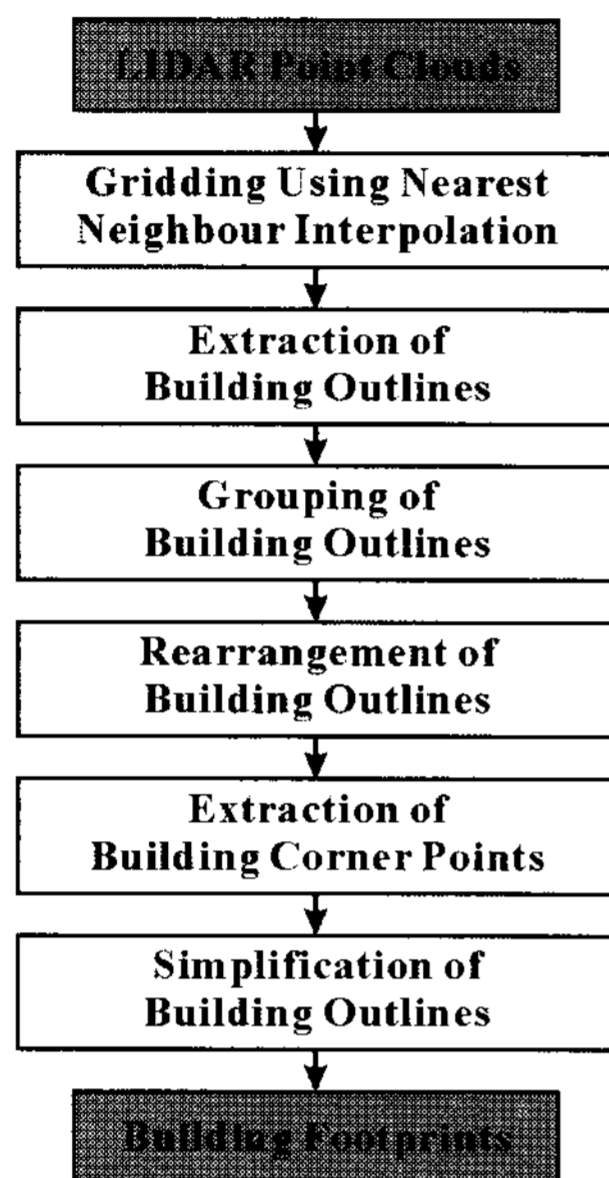 LIDAR Point Clouds
Gridding Using Nearest
Neighbour Interpolation
Extraction of
Building Outlines
Grouping of
Building Outlines
Rearrangement of
Building Outlines
Extraction of
Building Corner Points
Simplification of
Building Outlines
Building Footprints